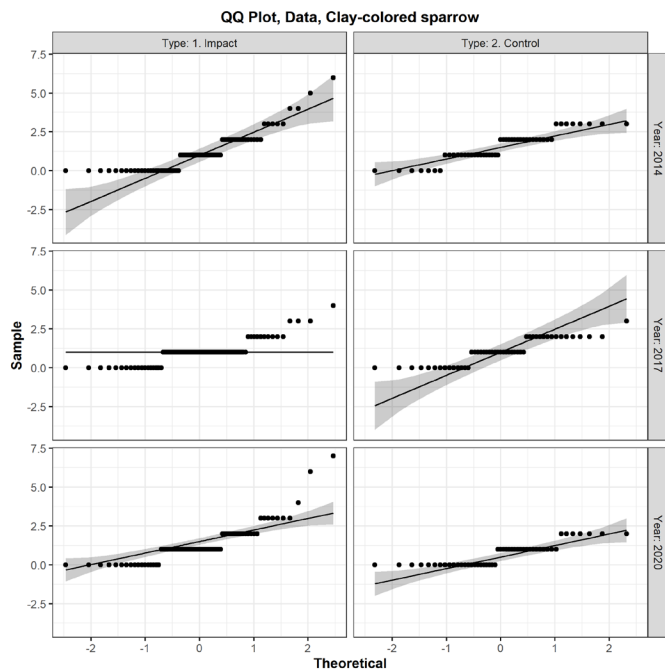 QQ Plot, Data, Clay-colored sparrow
Type: 1. Impact
Type: 2. Control
7.5
5.0
2.5
0.0
-2.5
Year: 2014
7.5
5.0
2.5
0.0
-2.5
Year: 2017
7.5
5.0
2.5
0.0
-2.5
Year: 2020
Sample
-2 -1 0 1 2
-2 -1 0 1 2
Theoretical